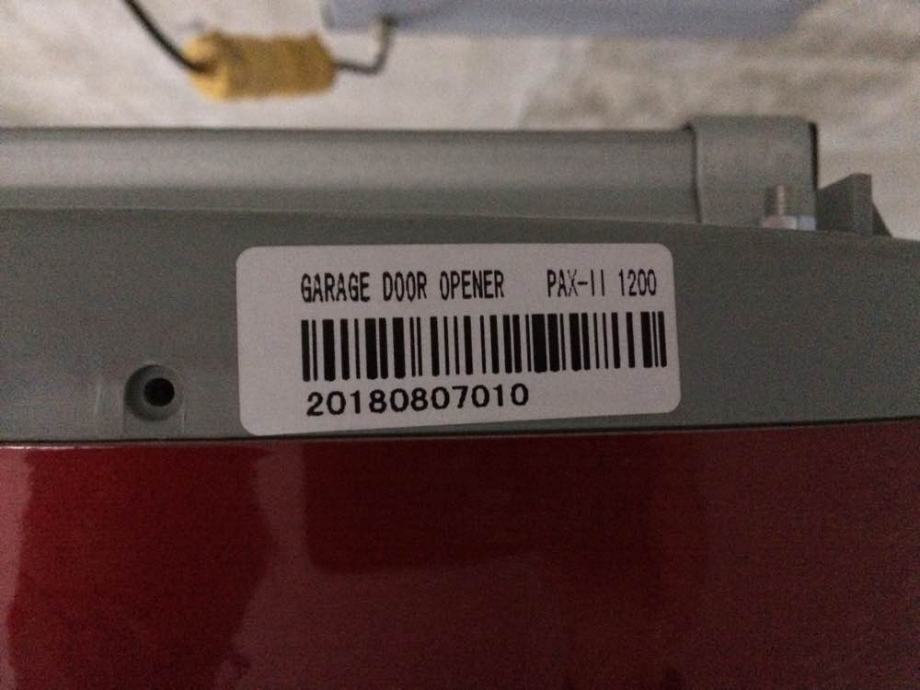 GARAGE DOOR OPENER PAX-II 1200
20180807010